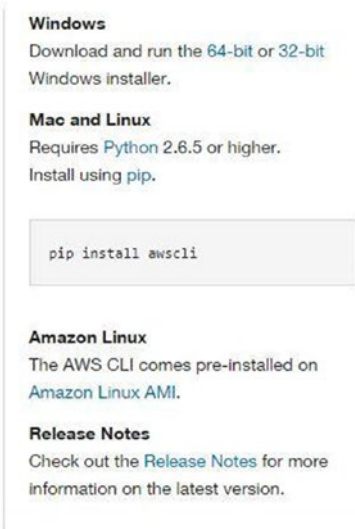 Windows
Download and run the 64-bit or 32-bit
Windows installer.
Mac and Linux
Requires Python 2.6.5 or higher.
Install using pip.
pip install awscli
Amazon Linux
The AWS CLI comes pre-installed on
Amazon Linux AMI.
Release Notes
Check out the Release Notes for more
information on the latest version.